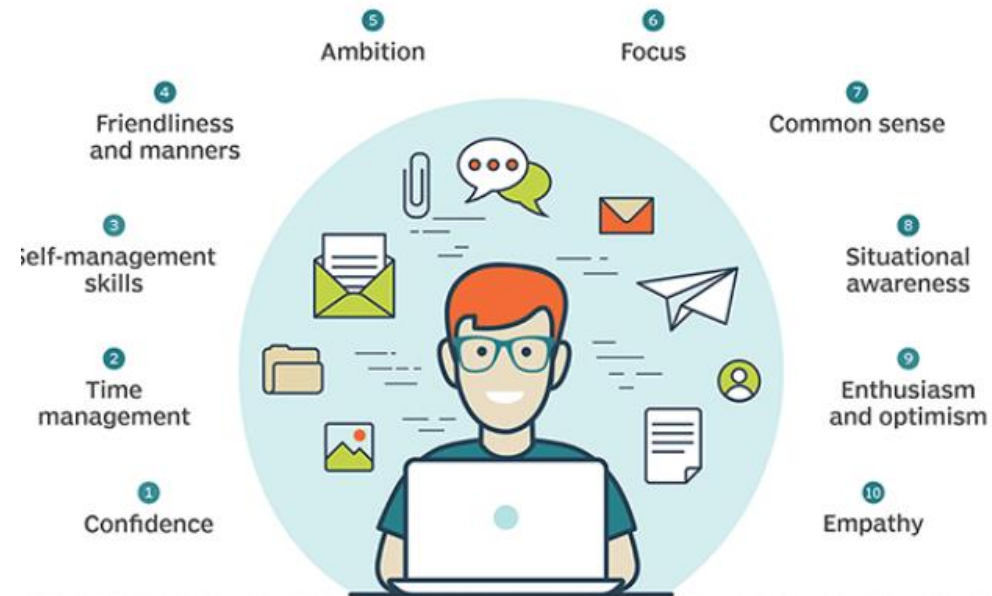 5
Ambition
6
Focus
4
Friendliness
and manners
7
Common sense
3
Self-management
skills
8
Situational
awareness
2
Time
management
9
Enthusiasm
and optimism
1
Confidence
10
Empathy